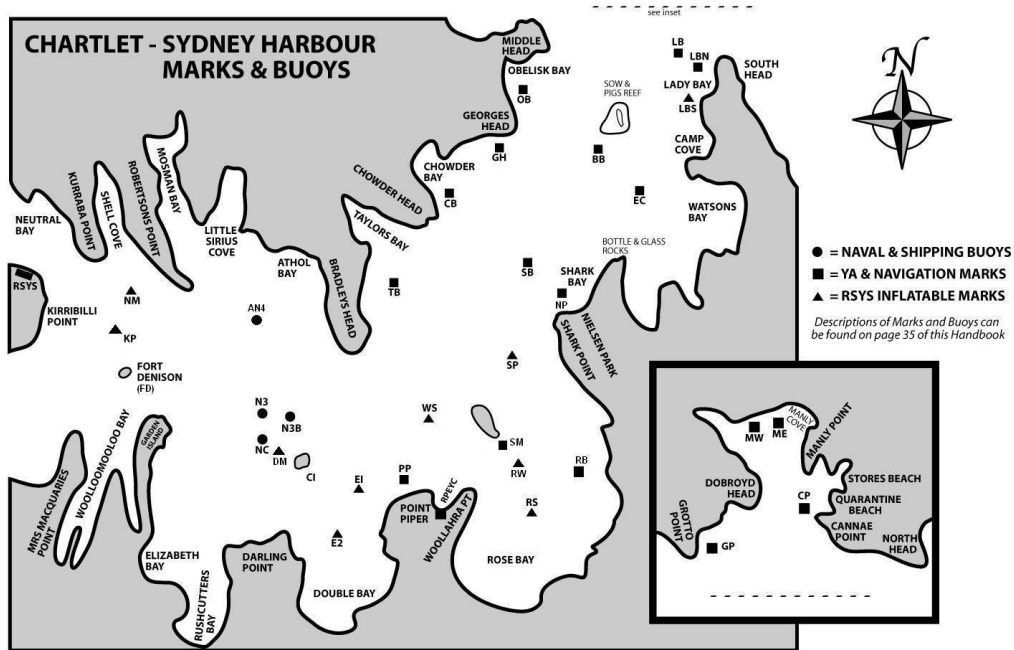 see inset
CHARTLET - SYDNEY HARBOUR
MARKS & BUOYS
MIDDLE
HEAD
OBELISK BAY
OB
GEORGES
HEAD
GH
SOW &
PIGS REEF
BB
LB
LBN
LADY BAY
LBS
SOUTH
HEAD
CAMP
COVE
N
NEUTRAL
BAY
KURRABA POINT
SHELL COVE
ROBERTSONS POINT
MOSMAN BAY
LITTLE
SIRIUS
COVE
ATHOL
BAY
BRADLEYS HEAD
TAYLORS BAY
CHOWDER HEAD
CHOWDER
BAY
CB
EC
WATSONS
BAY
BOTTLE & GLASS
ROCKS
RSYS
KIRRIBILLI
POINT
NM
KP
AN4
TB
SB
SHARK
BAY
NP
NIELSEN PARK
SHARK POINT
SP
= NAVAL & SHIPPING BUOYS
= YA & NAVIGATION MARKS
= RSYS INFLATABLE MARKS
Descriptions of Marks and Buoys can
be found on page 35 of this Handbook
FORT
DENISON
(FD)
N3
N3B
NC
DM
CI
WS
SM
RW
RB
RS
EI
PP
E2
RPEYC
POINT
PIPER
WOOLLAHRA PT
ROSE BAY
GARDEN
ISLAND
WOOLLOOMOOLOO BAY
MRS MACQUARIES
POINT
ELIZABETH
BAY
RUSHCUTTERS
BAY
DARLING
POINT
DOUBLE BAY
MW
ME
MANLY
COVE
MANLY POINT
STORES BEACH
DOBROYD
HEAD
CP
QUARANTINE
BEACH
CANNAE
POINT
NORTH
HEAD
GROTTO
POINT
GP